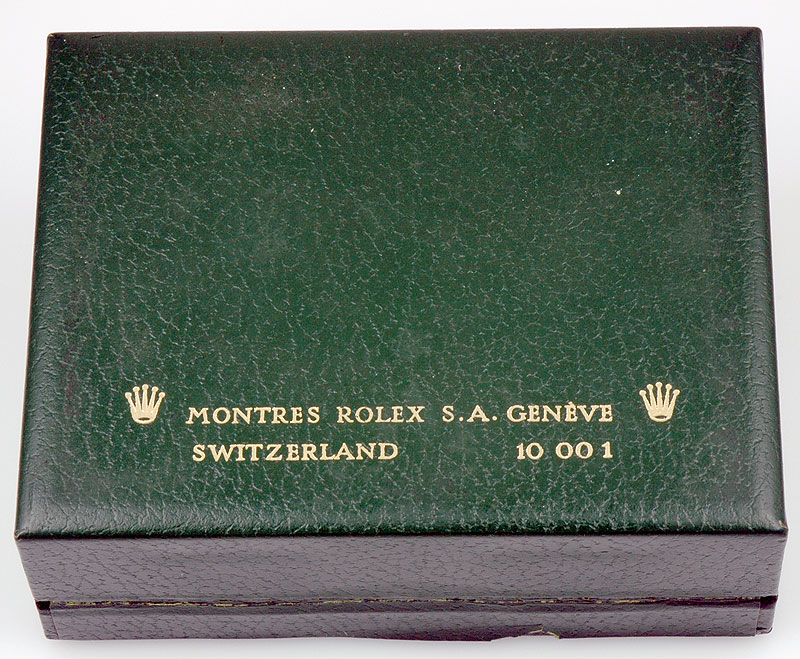 MONTRES ROLEX S.A. GENÈVE
SWITZERLAND 10 00 1